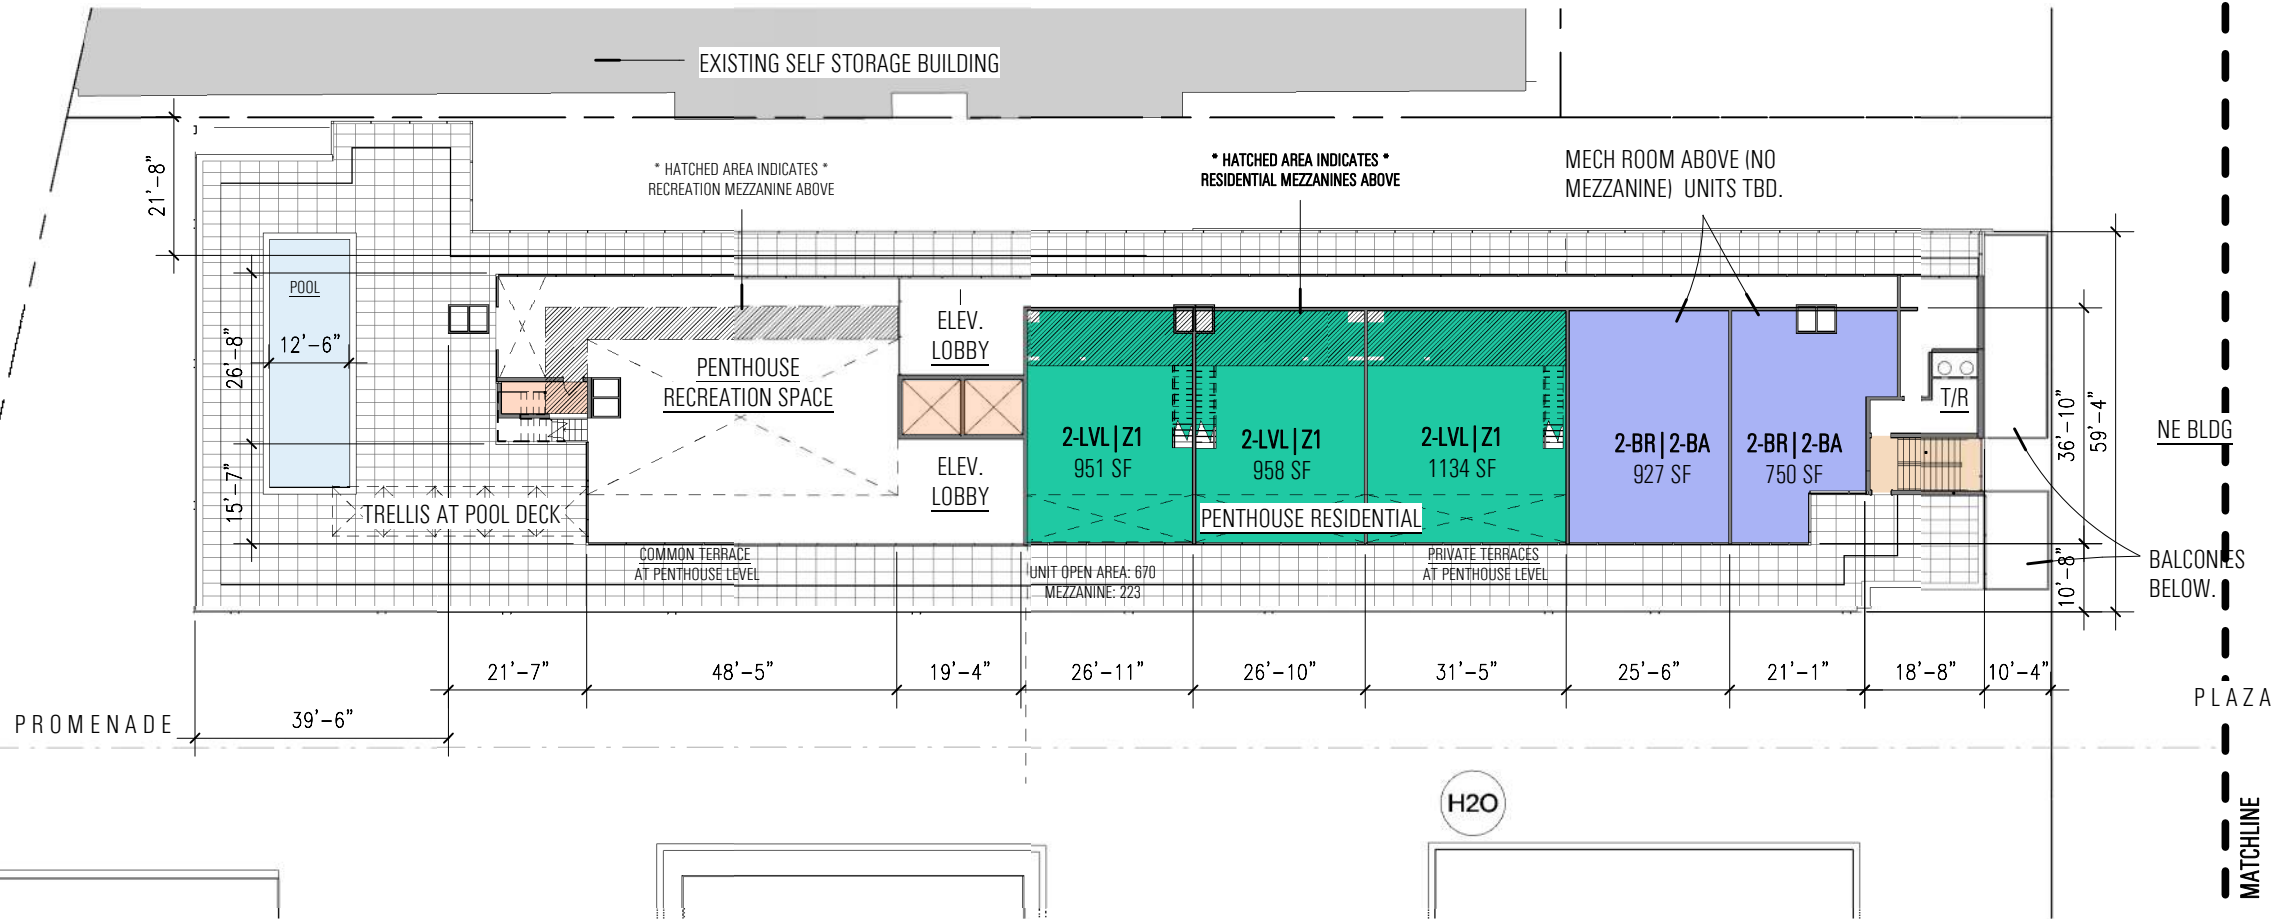 EXISTING SELF STORAGE BUILDING
21'-8"
* HATCHED AREA INDICATES *
RECREATION MEZZANINE ABOVE
* HATCHED AREA INDICATES *
RESIDENTIAL MEZZANINES ABOVE
MECH ROOM ABOVE (NO
MEZZANINE) UNITS TBD.
POOL
12'-6"
26'-8"
15'-7"
TRELLIS AT POOL DECK
PENTHOUSE
RECREATION SPACE
ELEV.
LOBBY
ELEV.
LOBBY
2-LVL|Z1
951 SF
2-LVL|Z1
958 SF
2-LVL|Z1
1134 SF
2-BR|2-BA
927 SF
2-BR|2-BA
750 SF
T/R
PENTHOUSE RESIDENTIAL
36'-10"
59'-4"
10'-8"
NE BLDG
BALCONIES
BELOW.
COMMON TERRACE
AT PENTHOUSE LEVEL
UNIT OPEN AREA: 670
MEZZANINE: 223
PRIVATE TERRACES
AT PENTHOUSE LEVEL
21'-7"
48'-5"
19'-4"
26'-11"
26'-10"
31'-5"
25'-6"
21'-1"
18'-8"
10'-4"
39'-6"
PROMENADE
PLAZA
H2O
MATCHLINE